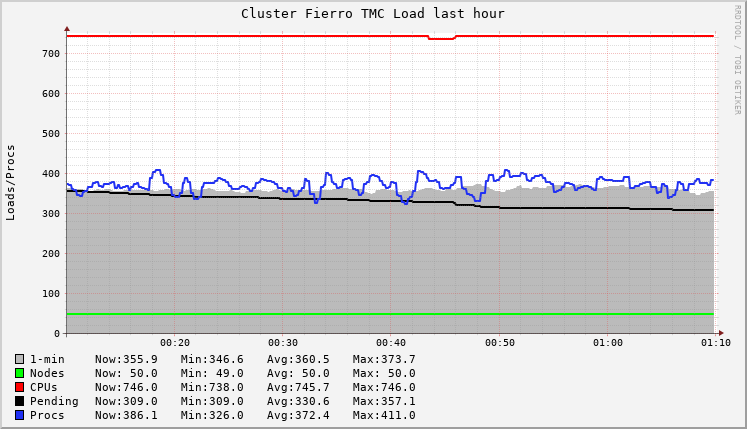 Cluster Fierro TMC Load last hour
RRDTOOL / TOBI OETIKER
Loads/Procs
700
600
500
400
300
200
100
0
00:20 00:30 00:40 00:50 01:00 01:10
1-min Now:355.9 Min:346.6 Avg:360.5 Max:373.7
Nodes Now: 50.0 Min: 49.0 Avg: 50.0 Max: 50.0
CPUs Now:746.0 Min:738.0 Avg:745.7 Max:746.0
Pending Now:309.0 Min:309.0 Avg:330.6 Max:357.1
Procs Now:386.1 Min:326.0 Avg:372.4 Max:411.0